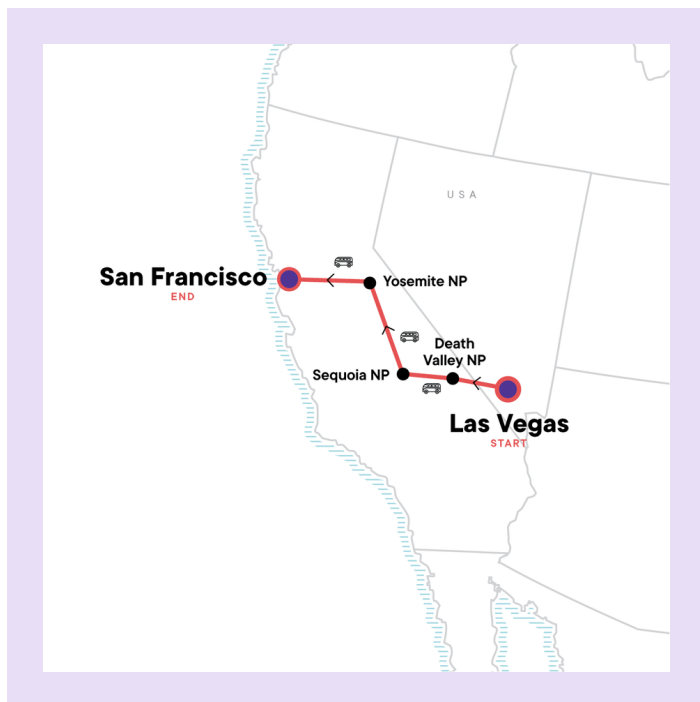 USA
San Francisco
END
Yosemite NP
Death
Valley NP
Sequoia NP
Las Vegas
START